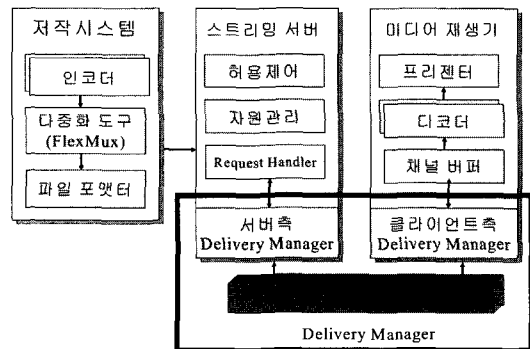 저작시스템
인코더
다중화 도구
(FlexMux)
파일 포맷터
스트리밍 서버
허용제어
자원관리
Request Handler
서버측
Delivery Manager
미디어 재생기
프리젠터
디코더
채널 버퍼
클라이언트측
Delivery Manager
Delivery Manager